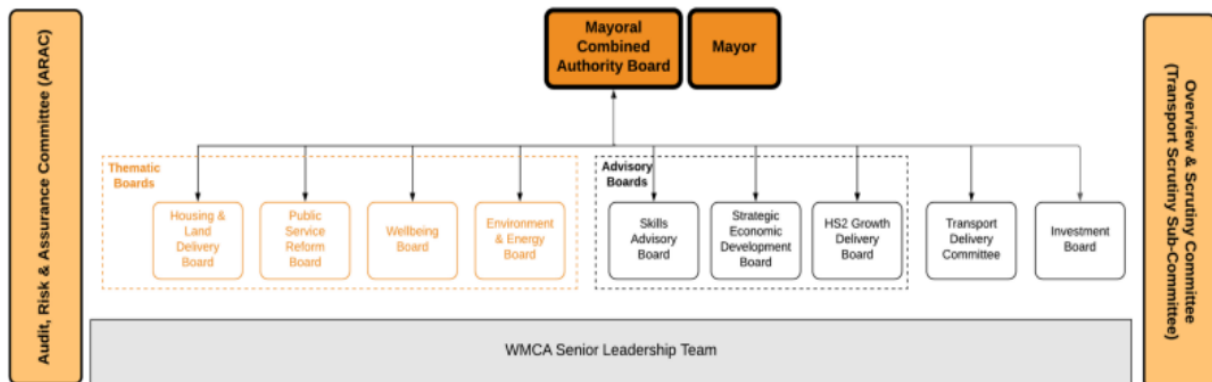 Audit, Risk & Assurance Committee (ARAC)
Mayoral
Combined
Authority Board
Mayor
Thematic
Boards
Housing &
Land
Delivery
Board
Public
Service
Reform
Board
Wellbeing
Board
Environment
& Energy
Board
Advisory
Boards
Skills
Advisory
Board
Strategic
Economic
Development
Board
HS2 Growth
Delivery
Board
Transport
Delivery
Committee
Investment
Board
Overview & Scrutiny Committee
(Transport Scrutiny Sub-Committee)
WMCA Senior Leadership Team